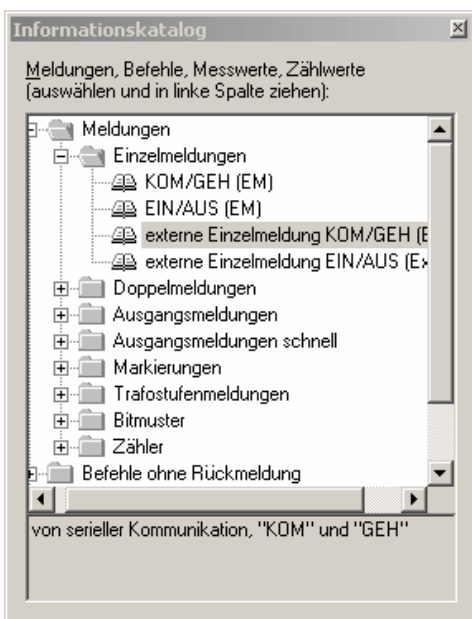 Informationskatalog
Meldungen, Befehle, Messwerte, Zählwerte
(auswählen und in linke Spalte ziehen):
Meldungen
Einzelmeldungen
KOM/GEH (EM)
EIN/AUS (EM)
externe Einzelmeldung KOM/GEH (E
externe Einzelmeldung EIN/AUS (Ex
Doppelmeldungen
Ausgangsmeldungen
Ausgangsmeldungen schnell
Markierungen
Trafostufenmeldungen
Bitmuster
Zähler
Befehle ohne Rückmeldung
von serieller Kommunikation, "KOM" und "GEH"